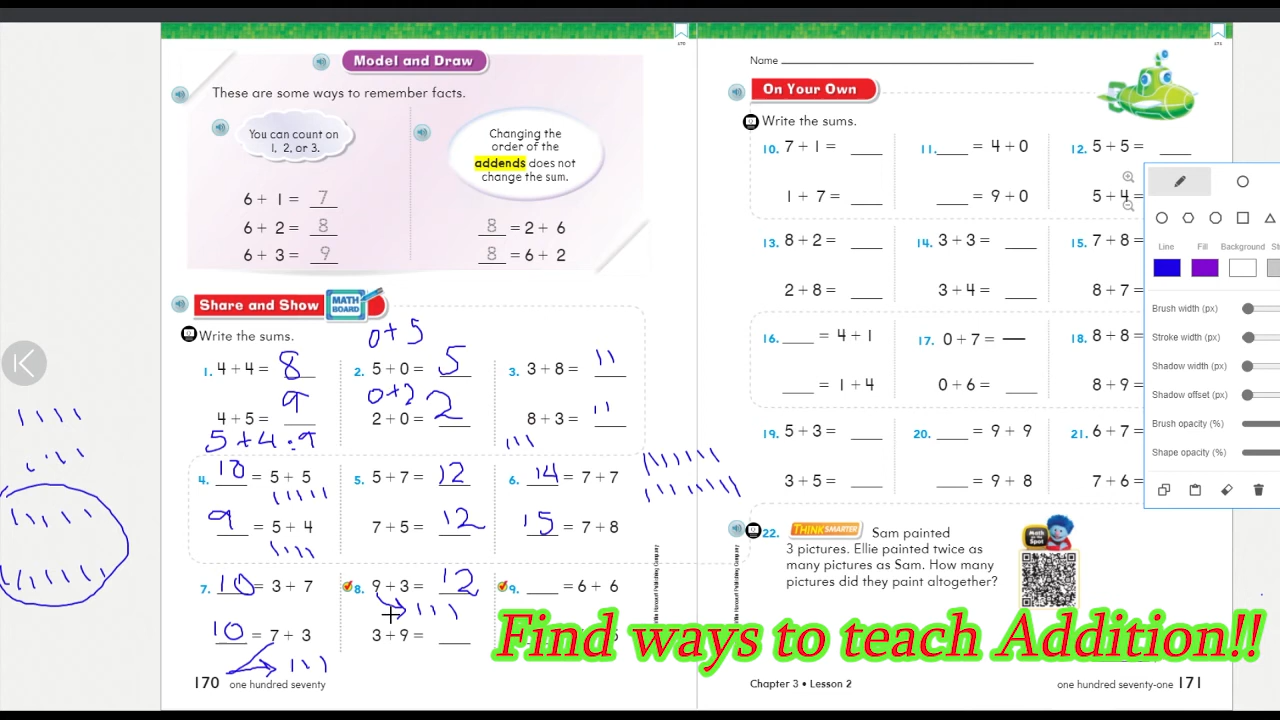 Model and Draw
These are some ways to remember facts.
You can count on
1, 2, or 3.
6 + 1 = 7
6 + 2 = 8
6 + 3 = 9
Changing the
order of the
addends does not
change the sum.
8 = 2 + 6
8 = 6 + 2
Share and Show MATH BOARD
Write the sums.
0+5
1. 4 + 4 = 8
2. 5 + 0 = 5
3. 3 + 8 = 11
0+2
4 + 5 = 9
2 + 0 = 2
8 + 3 = 11
5+4
4. 10 = 5 + 5
5. 5 + 7 = 12
6. 14 = 7 + 7
9 = 5 + 4
7 + 5 = 12
15 = 7 + 8
7. 10 = 3 + 7
8. 9 + 3 = 12
9. ___ = 6 + 6
10 = 7 + 3
3 + 9 = ___
170 one hundred seventy
170
171
Name
On Your Own
Write the sums.
10. 7 + 1 = ___
11. ___ = 4 + 0
12. 5 + 5 = ___
1 + 7 = ___
___ = 9 + 0
5 + 4 =
13. 8 + 2 = ___
14. 3 + 3 = ___
15. 7 + 8 =
2 + 8 = ___
3 + 4 = ___
8 + 7 =
16. ___ = 4 + 1
17. 0 + 7 = ___
18. 8 + 8 =
___ = 1 + 4
0 + 6 = ___
8 + 9 =
19. 5 + 3 = ___
20. ___ = 9 + 9
21. 6 + 7 =
3 + 5 = ___
___ = 9 + 8
7 + 6 =
22. THINK SMARTER Sam painted
3 pictures. Ellie painted twice as
many pictures as Sam. How many
pictures did they paint altogether?
Math on the Spot
Chapter 3 • Lesson 2
one hundred seventy-one 171
Line Fill Background
Brush width (px)
Stroke width (px)
Shadow width (px)
Shadow offset (px)
Brush opacity (%)
Shape opacity (%)
Find ways to teach Addition!!